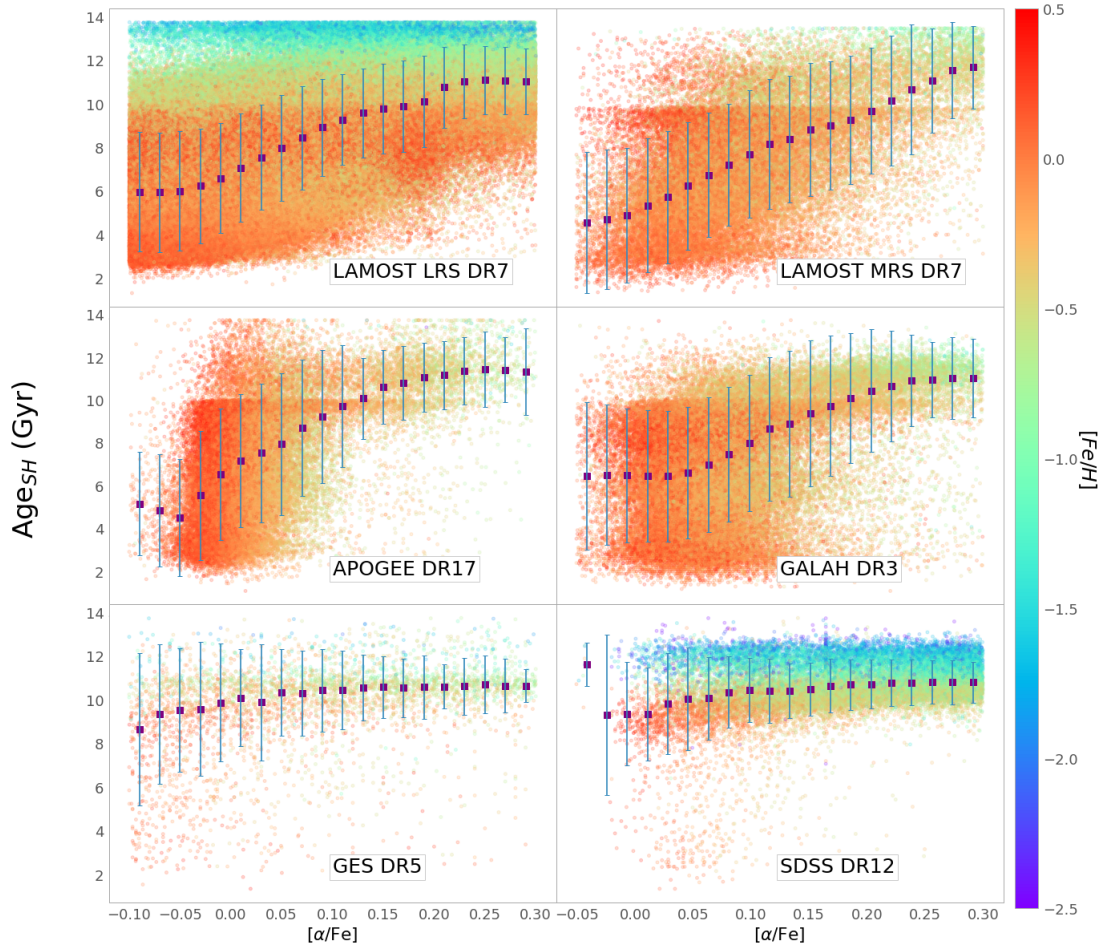 14
12
10
8
6
4
2
LAMOST LRS DR7
LAMOST MRS DR7
14
12
10
8
6
4
2
APOGEE DR17
GALAH DR3
14
12
10
8
6
4
2
GES DR5
SDSS DR12
−0.10 −0.05 0.00 0.05 0.10 0.15 0.20 0.25 0.30
−0.05 0.00 0.05 0.10 0.15 0.20 0.25 0.30
[α/Fe]
[α/Fe]
Age_SH (Gyr)
0.5
0.0
−0.5
−1.0
−1.5
−2.0
−2.5
[Fe/H]